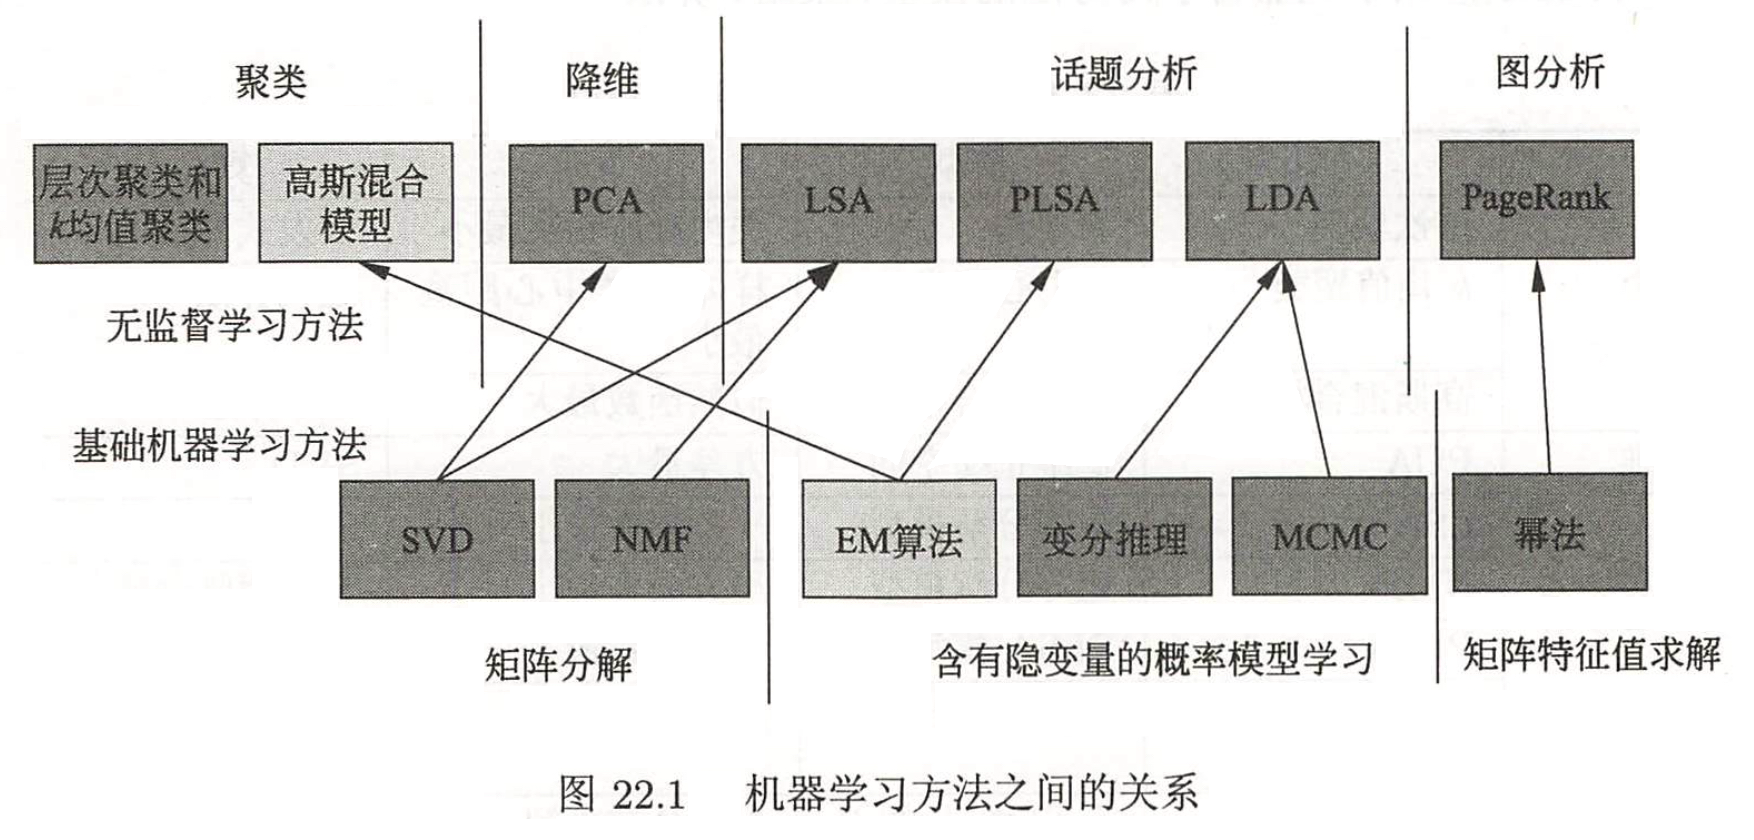 聚类
降维
话题分析
图分析
层次聚类和
k均值聚类
高斯混合
模型
PCA
LSA
PLSA
LDA
PageRank
无监督学习方法
基础机器学习方法
SVD
NMF
EM算法
变分推理
MCMC
幂法
矩阵分解
含有隐变量的概率模型学习
矩阵特征值求解
图 22.1 机器学习方法之间的关系